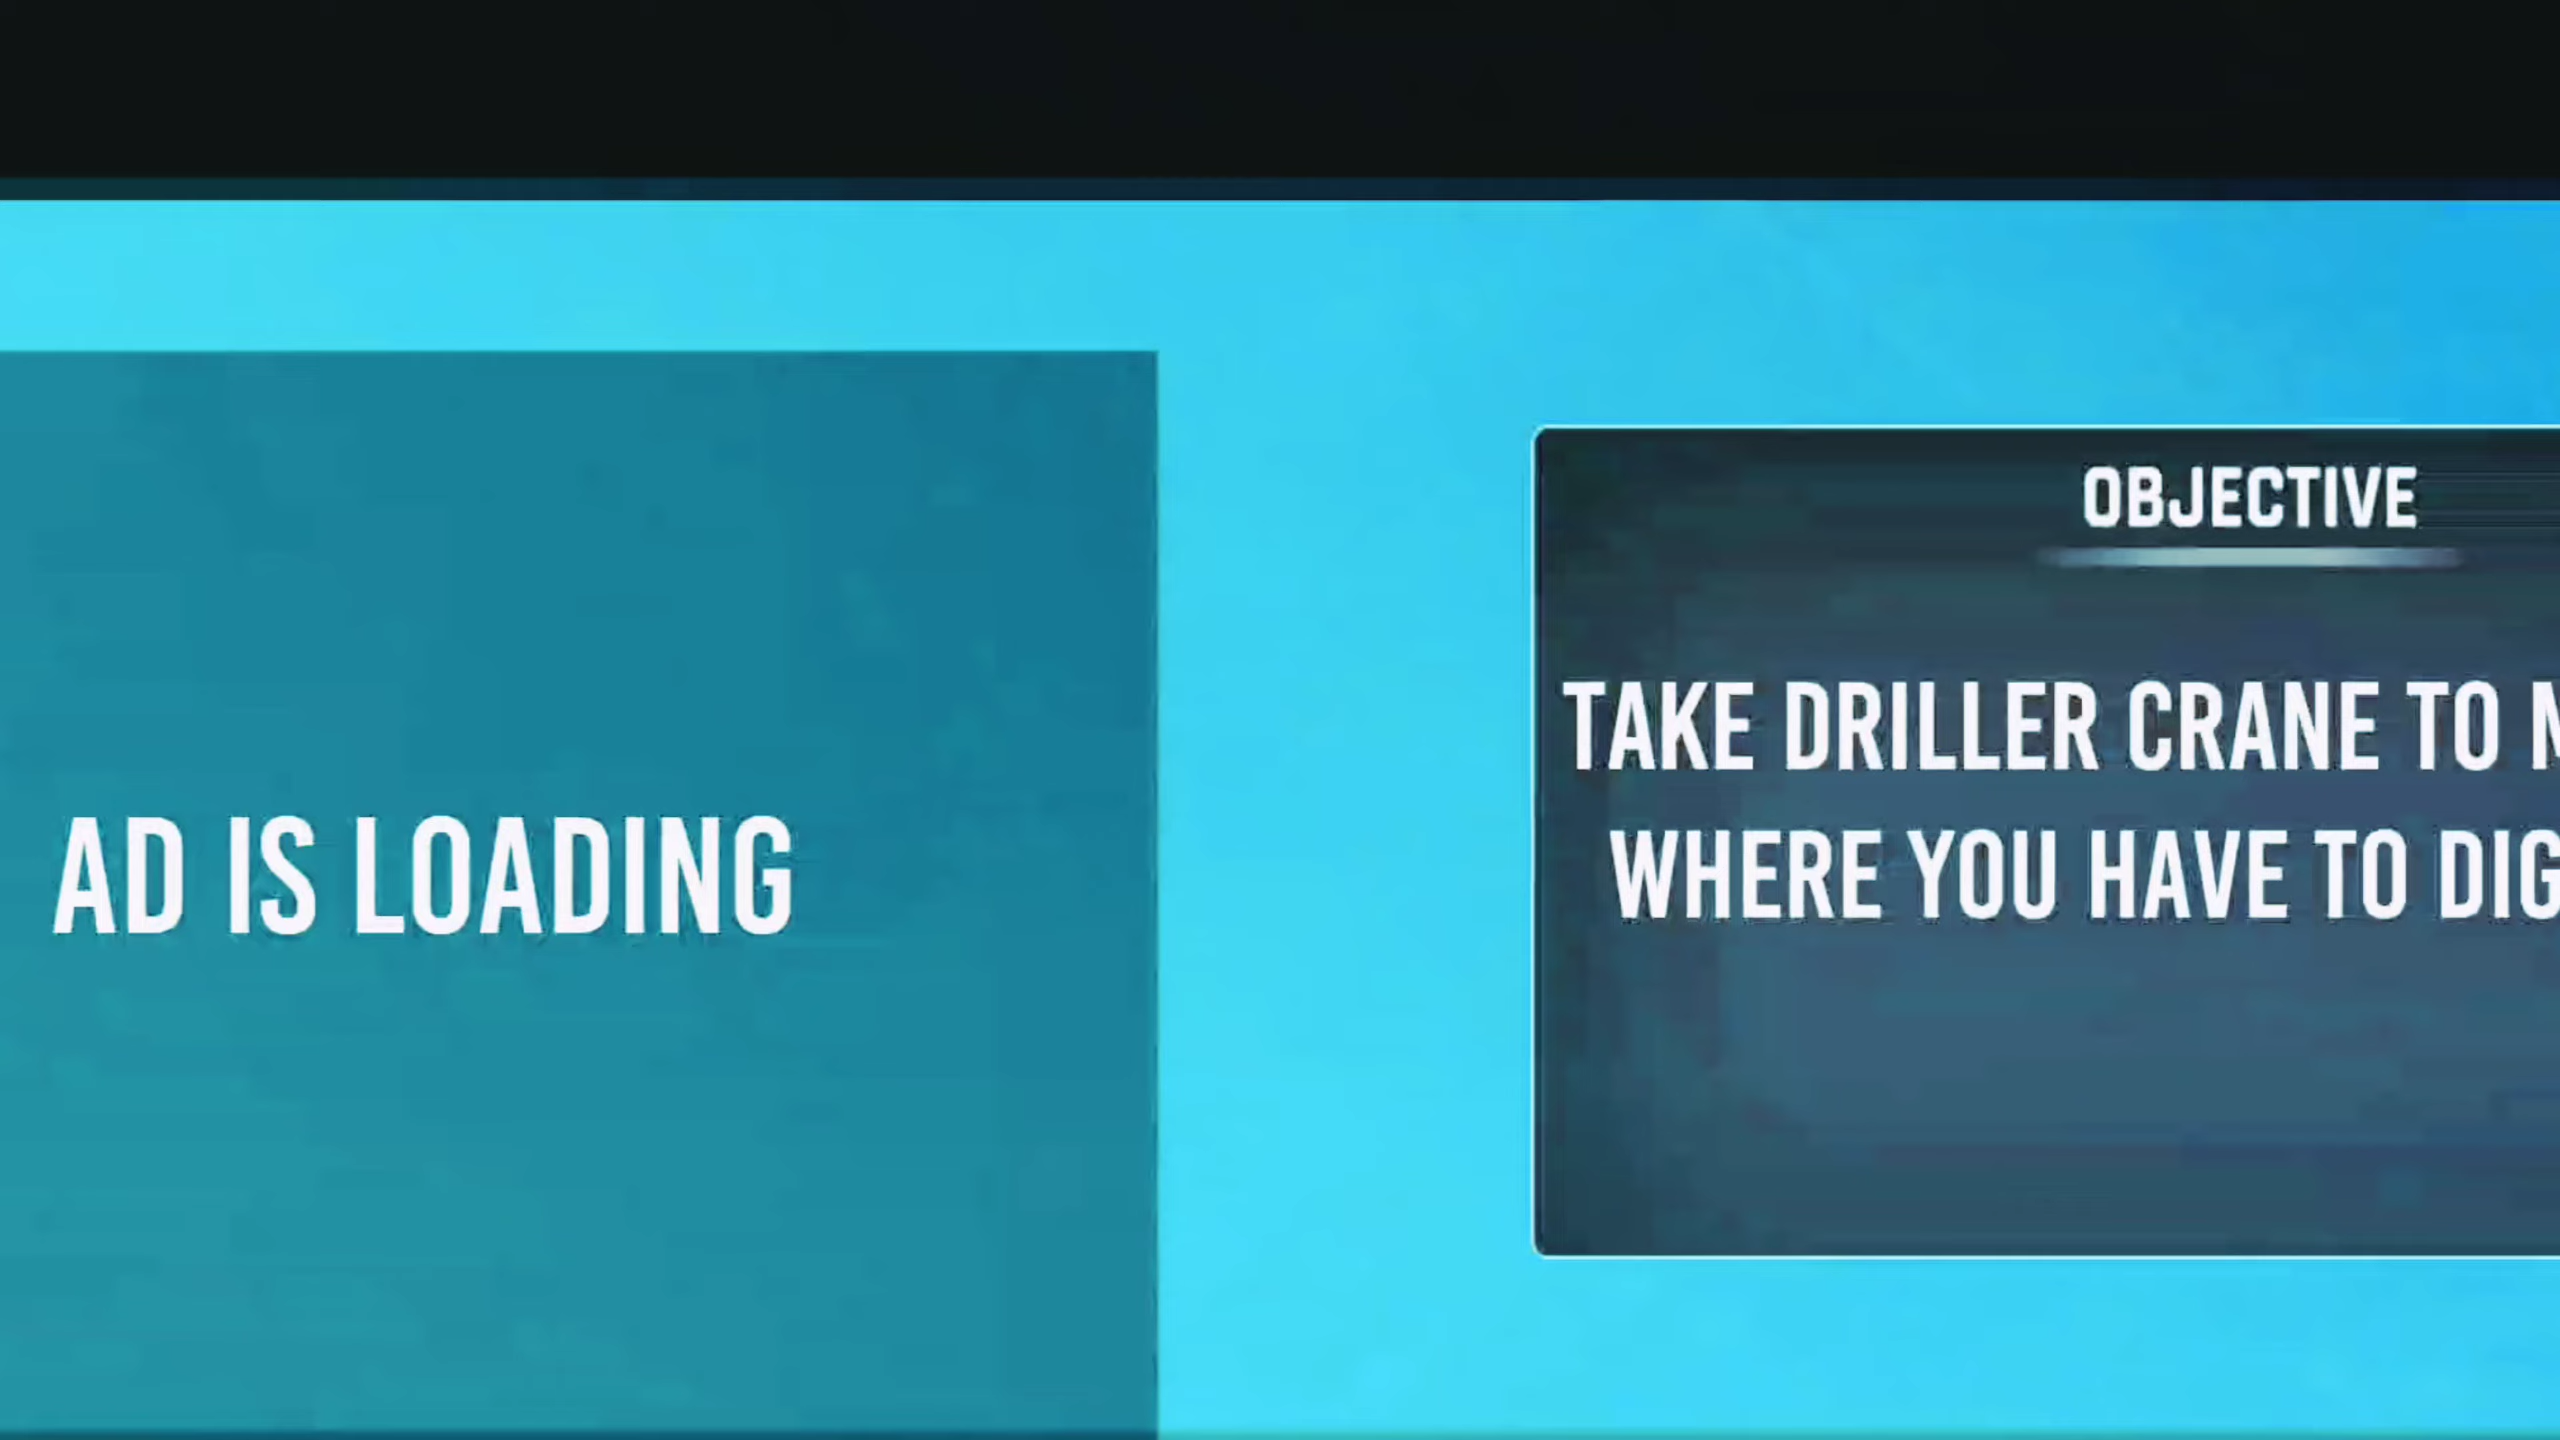 AD IS LOADING
OBJECTIVE
TAKE DRILLER CRANE TO
WHERE YOU HAVE TO DIG